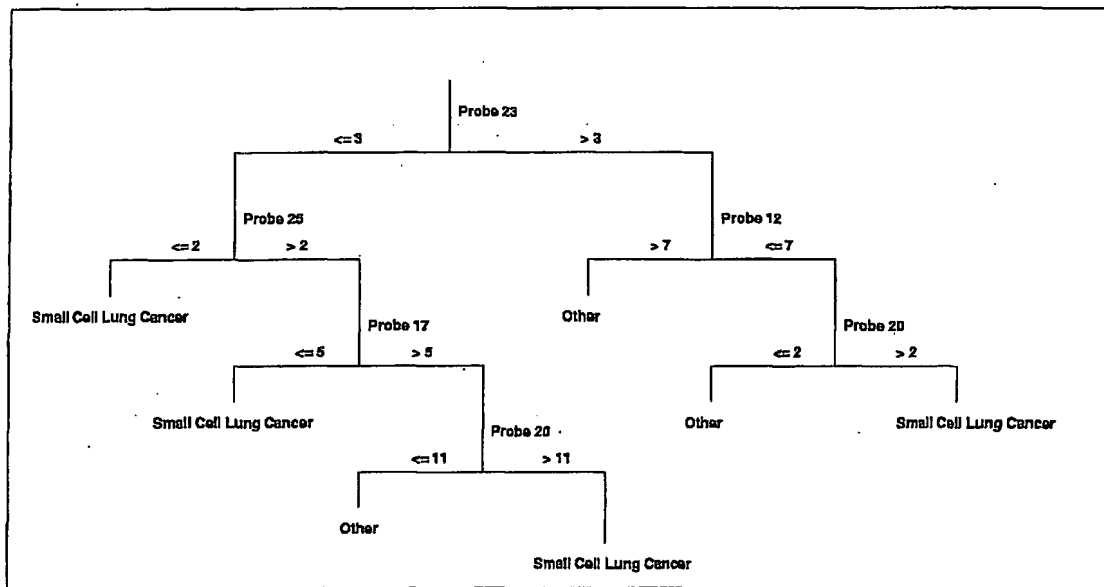 Probe 23
<=3 > 3
Probe 25 Probe 12
<=2 > 2 > 7 <=7
Small Cell Lung Cancer Other
Probe 17 Probe 20
<=5 > 5 <=2 > 2
Small Cell Lung Cancer Other Small Cell Lung Cancer
Probe 20
<=11 > 11
Other
Small Cell Lung Cancer